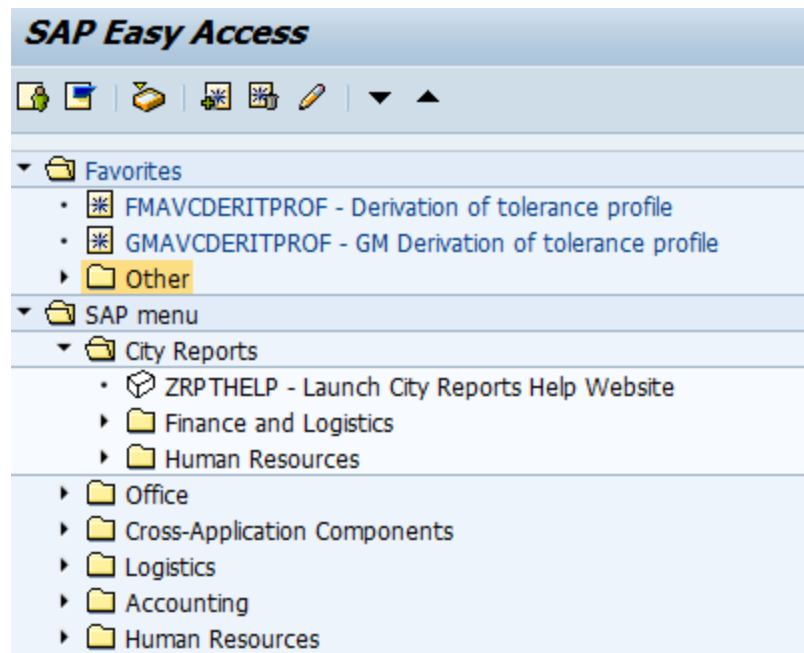 SAP Easy Access
Favorites
FMAVCDERITPROF - Derivation of tolerance profile
GMAVCDERITPROF - GM Derivation of tolerance profile
Other
SAP menu
City Reports
ZRPTHELP - Launch City Reports Help Website
Finance and Logistics
Human Resources
Office
Cross-Application Components
Logistics
Accounting
Human Resources